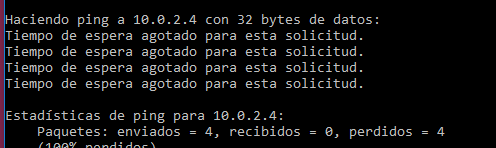 Haciendo ping a 10.0.2.4 con 32 bytes de datos:
Tiempo de espera agotado para esta solicitud.
Tiempo de espera agotado para esta solicitud.
Tiempo de espera agotado para esta solicitud.
Tiempo de espera agotado para esta solicitud.
Estadísticas de ping para 10.0.2.4:
Paquetes: enviados = 4, recibidos = 0, perdidos = 4
(100% perdidos)